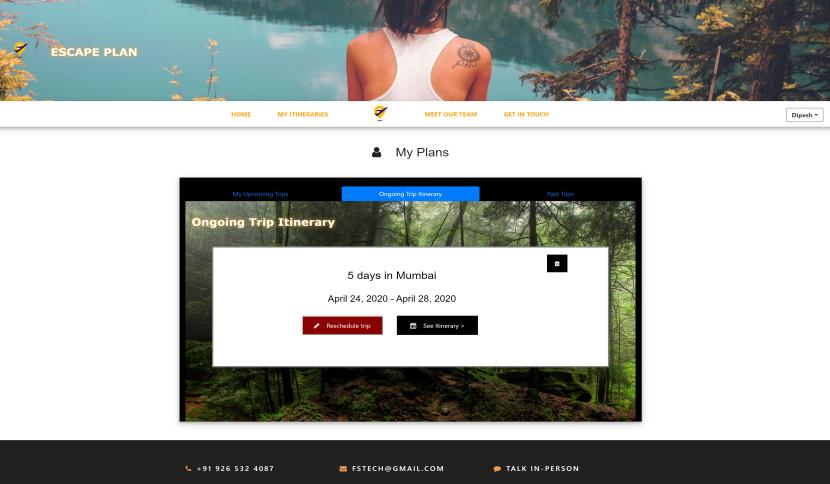 ESCAPE PLAN
HOME MY ITINERARIES MEET OUR TEAM GET IN TOUCH Dipesh
My Plans
My Upcoming Trips Ongoing Trip Itinerary Past Trips
Ongoing Trip Itinerary
5 days in Mumbai
April 24, 2020 - April 28, 2020
Reschedule trip See Itinerary >
+91 926 532 4087 FSTECH@GMAIL.COM TALK IN-PERSON